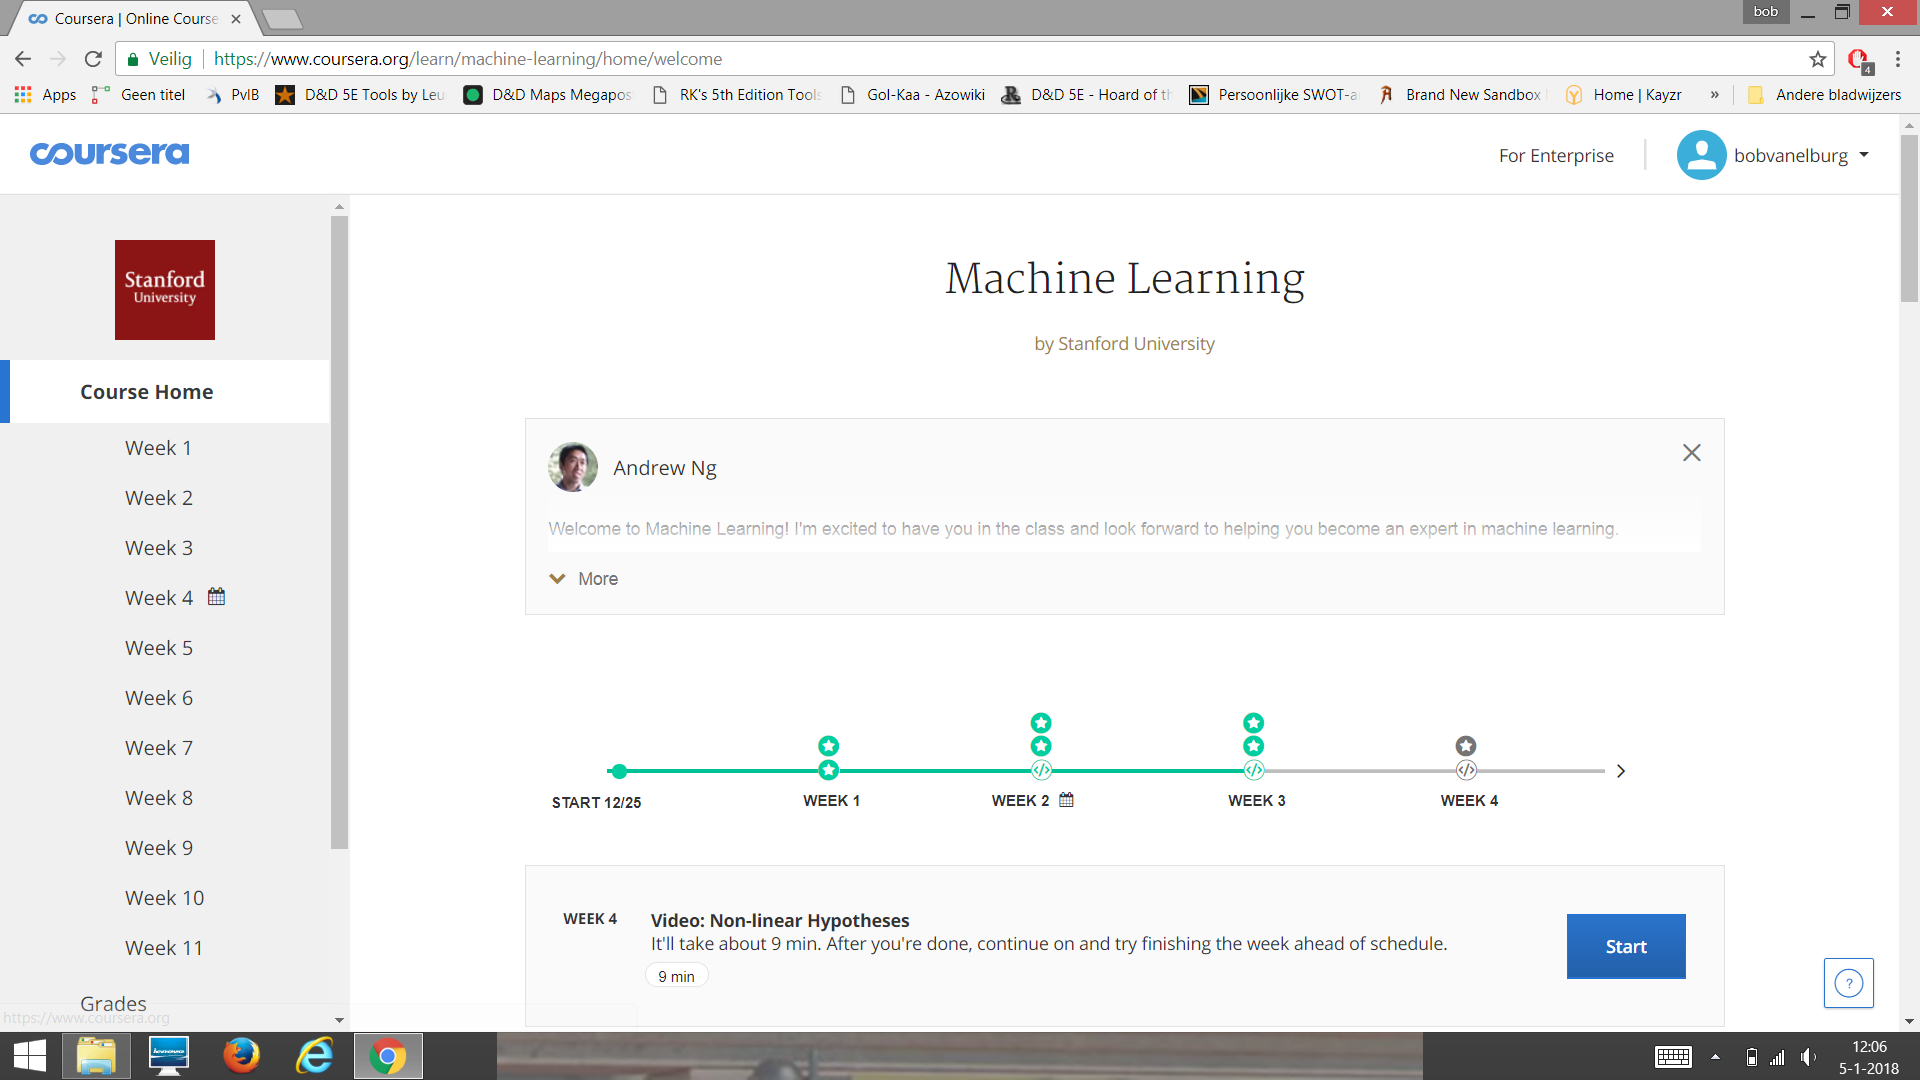 Coursera | Online Course
bob
Veilig
https://www.coursera.org/learn/machine-learning/home/welcome
4
Apps
Geen titel
PvIB
D&D 5E Tools by Leu
D&D Maps Megapos
RK's 5th Edition Tools
Gol-Kaa - Azowiki
D&D 5E - Hoard of th
Persoonlijke SWOT-a
Brand New Sandbox
Home | Kayzr
»
Andere bladwijzers
coursera
For Enterprise
bobvanelburg
Stanford
University
Course Home
Week 1
Week 2
Week 3
Week 4
Week 5
Week 6
Week 7
Week 8
Week 9
Week 10
Week 11
Grades
https://www.coursera.org
Machine Learning
by Stanford University
Andrew Ng
Welcome to Machine Learning! I'm excited to have you in the class and look forward to helping you become an expert in machine learning.
More
START 12/25
WEEK 1
WEEK 2
WEEK 3
WEEK 4
WEEK 4
Video: Non-linear Hypotheses
It'll take about 9 min. After you're done, continue on and try finishing the week ahead of schedule.
9 min
Start
?
12:06
5-1-2018